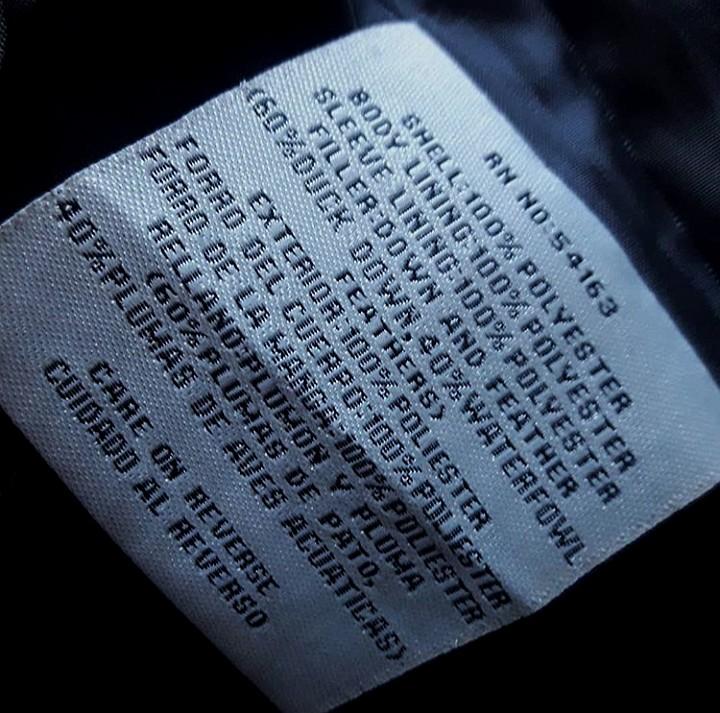 RN NO:54163
SHELL:100% POLYESTER
BODY LINING:100% POLYESTER
SLEEVE LINING:100% POLYESTER
FILLER:DOWN AND FEATHER
(60%DUCK DOWN,40%WATERFOWL
FEATHERS)
EXTERIOR:100% POLIESTER
FORRO DEL CUERPO:100% POLIESTER
FORRO DE LA MANGA:100%POLIESTER
RELLANO:PLUMON Y PLUMA
(60%PLUMAS DE PATO,
40%PLUMAS DE AVES ACUATICAS)
CARE ON REVERSE
CUIDADO AL REVERSO